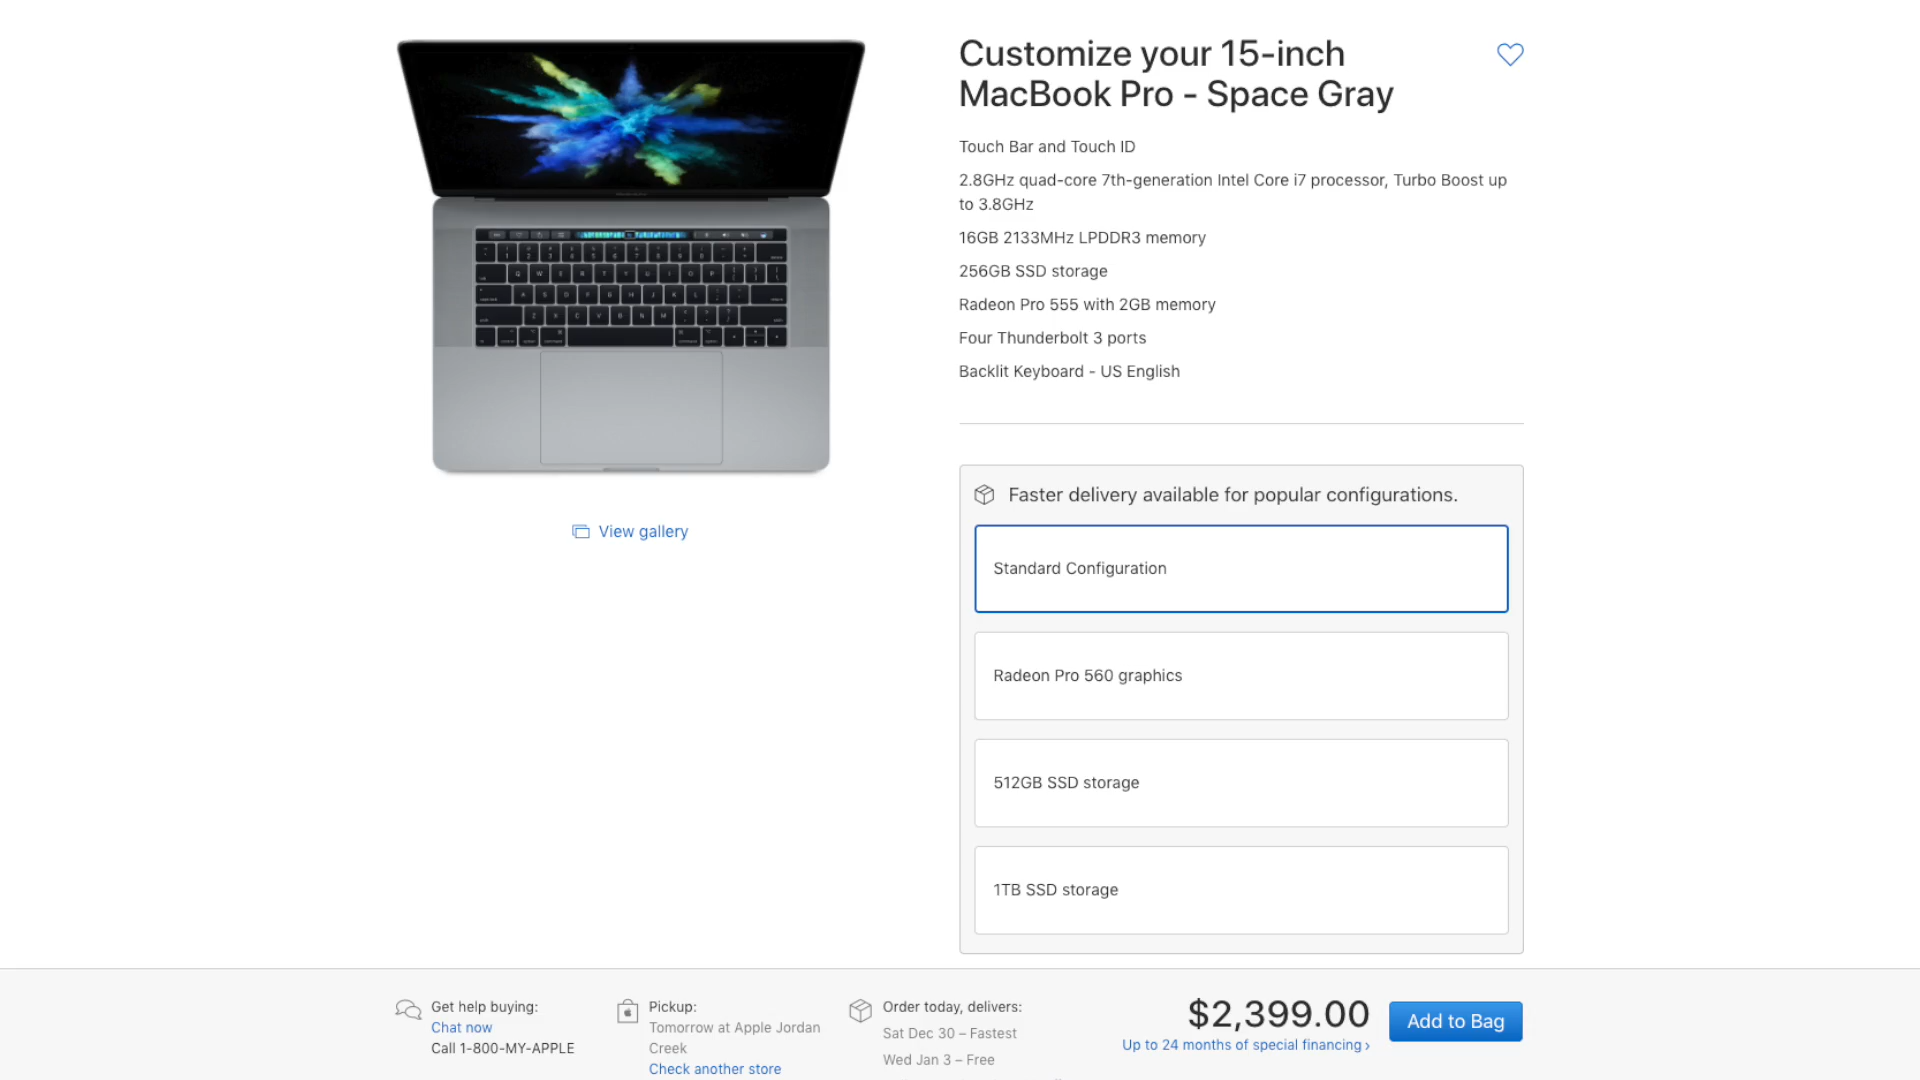 Customize your 15-inch
MacBook Pro - Space Gray
Touch Bar and Touch ID
2.8GHz quad-core 7th-generation Intel Core i7 processor, Turbo Boost up
to 3.8GHz
16GB 2133MHz LPDDR3 memory
256GB SSD storage
Radeon Pro 555 with 2GB memory
Four Thunderbolt 3 ports
Backlit Keyboard - US English
View gallery
Faster delivery available for popular configurations.
Standard Configuration
Radeon Pro 560 graphics
512GB SSD storage
1TB SSD storage
Get help buying:
Chat now
Call 1-800-MY-APPLE
Pickup:
Tomorrow at Apple Jordan
Creek
Check another store
Order today, delivers:
Sat Dec 30 – Fastest
Wed Jan 3 – Free
$2,399.00
Up to 24 months of special financing ›
Add to Bag